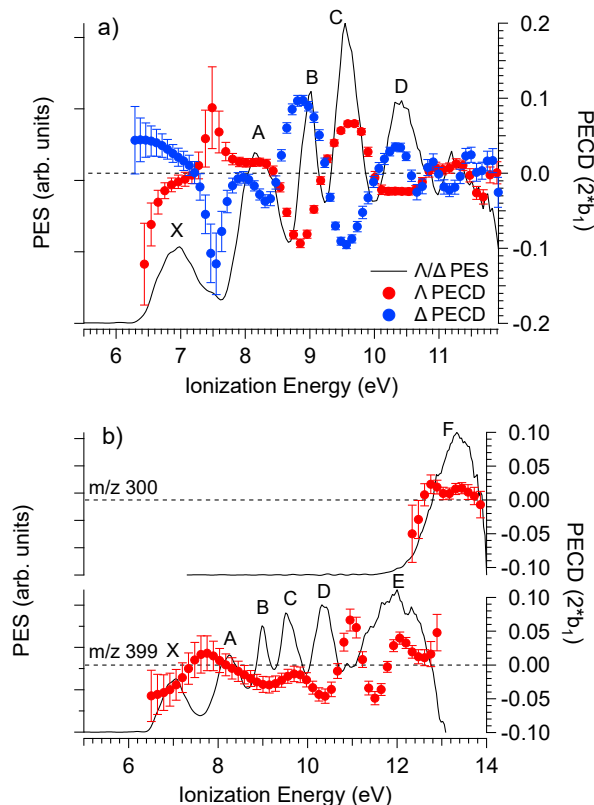 a)
C
B
D
A
X
0.2
0.1
0.0
-0.1
-0.2
PES (arb. units)
PECD (2*b₁)
Λ/Δ PES
Λ PECD
Δ PECD
6 7 8 9 10 11
Ionization Energy (eV)
b)
F
m/z 300
0.10
0.05
0.00
-0.05
-0.10
PES (arb. units)
PECD (2*b₁)
E
D
C
B
A
X
m/z 399
0.10
0.05
0.00
-0.05
-0.10
6 8 10 12 14
Ionization Energy (eV)